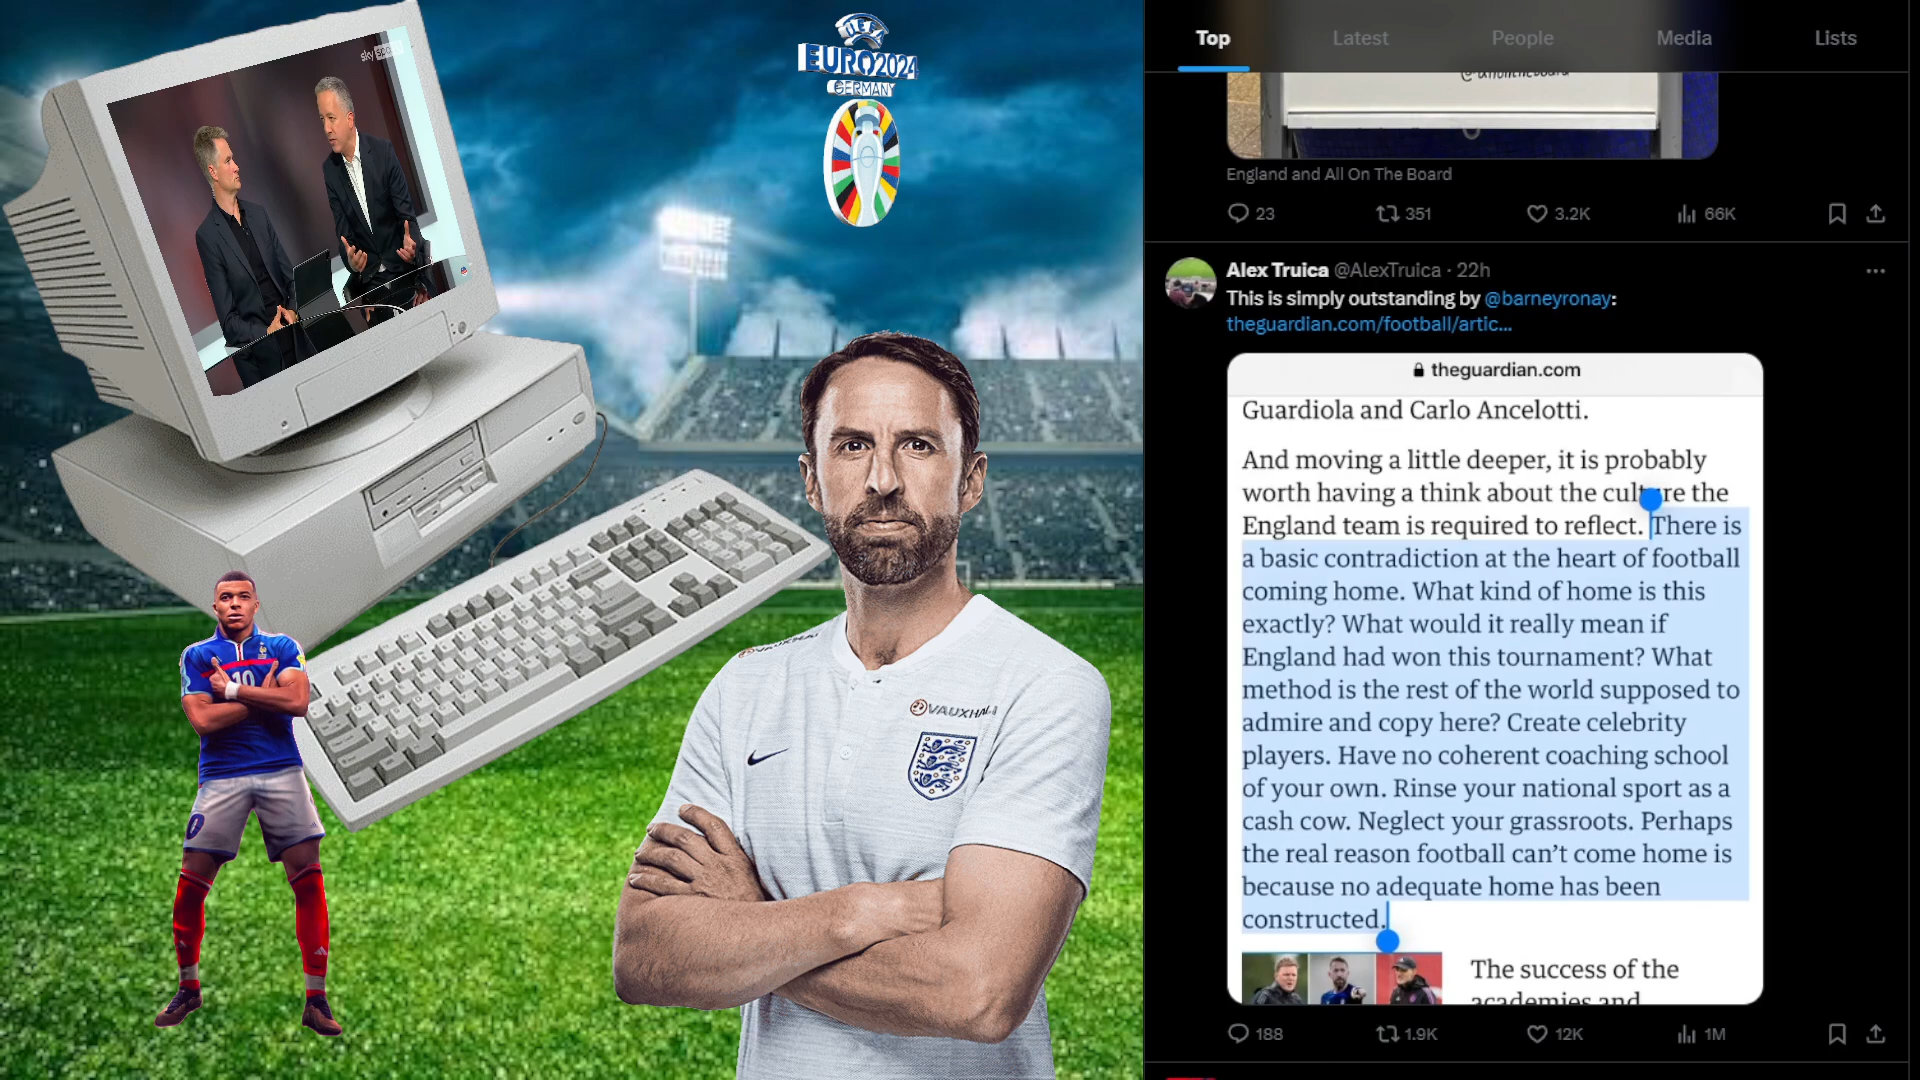 sky sports
UEFA
EURO2024
GERMANY
10
VAUXHALL
VAUXHALL
Top
Latest
People
Media
Lists
England and All On The Board
23
351
3.2K
66K
Alex Truica @AlexTruica · 22h
This is simply outstanding by @barneyronay:
theguardian.com/football/artic...
theguardian.com
Guardiola and Carlo Ancelotti.
And moving a little deeper, it is probably
worth having a think about the culture the
England team is required to reflect. There is
a basic contradiction at the heart of football
coming home. What kind of home is this
exactly? What would it really mean if
England had won this tournament? What
method is the rest of the world supposed to
admire and copy here? Create celebrity
players. Have no coherent coaching school
of your own. Rinse your national sport as a
cash cow. Neglect your grassroots. Perhaps
the real reason football can’t come home is
because no adequate home has been
constructed.
The success of the
academies and
188
1.9K
12K
1M